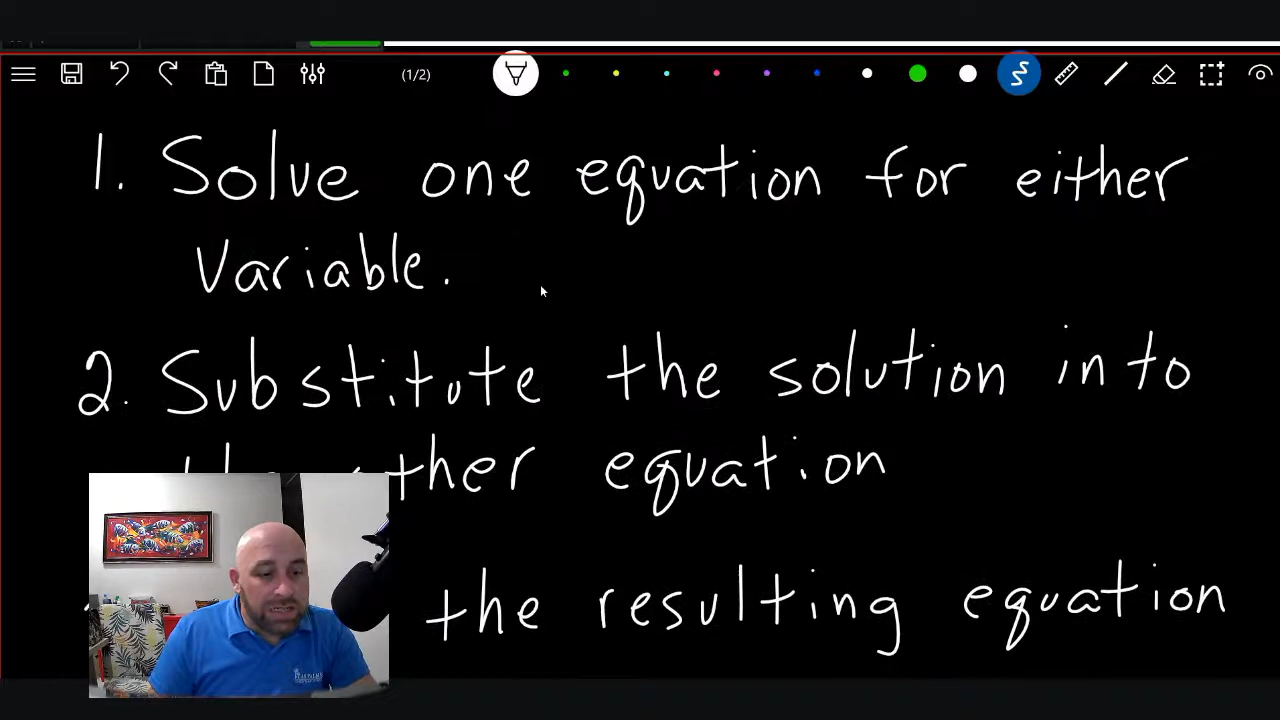 (1/2)
1. Solve one equation for either
Variable.
2. Substitute the solution into
other equation
the resulting equation